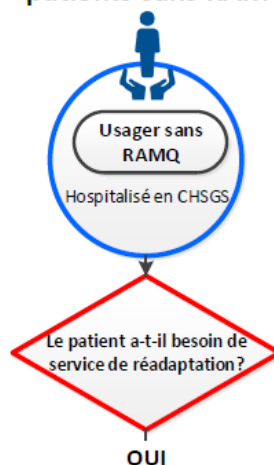 Usager sans
RAMQ
Hospitalisé en CHSGS
Le patient a-t-il besoin de
service de réadaptation?
OUI